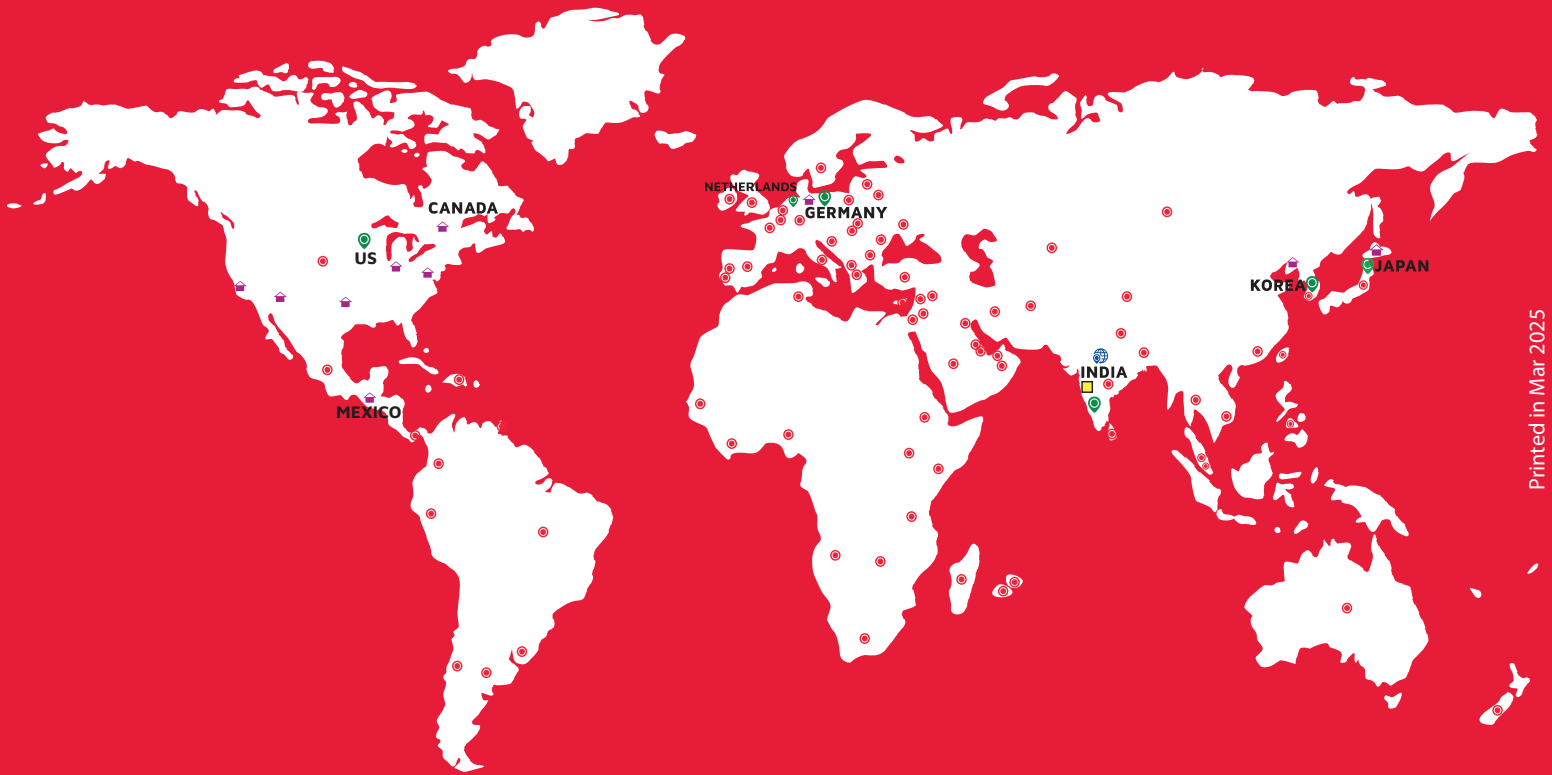 NETHERLANDS
CANADA
GERMANY
US
JAPAN
KOREA
INDIA
MEXICO
Printed in Mar 2025